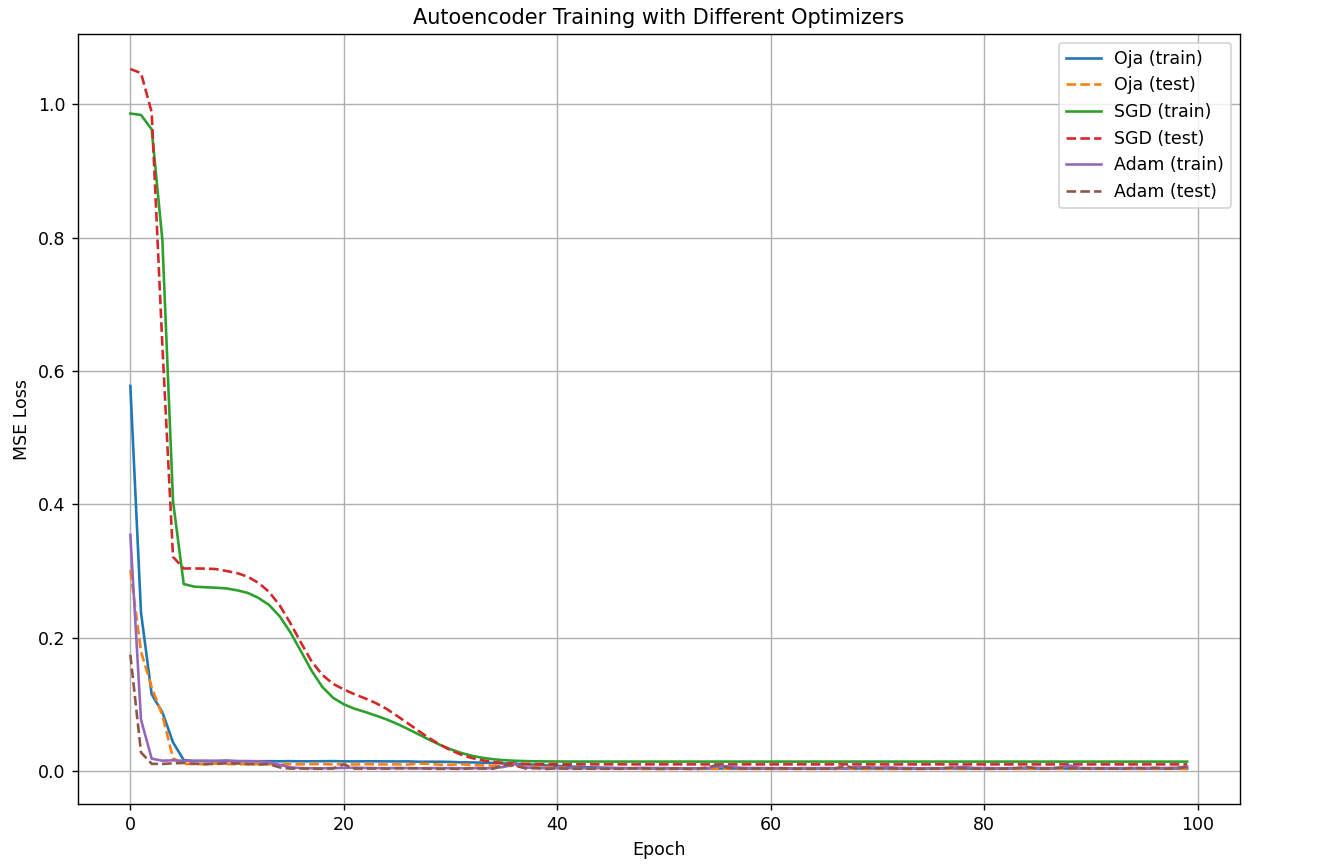 Autoencoder Training with Different Optimizers
Oja (train)
Oja (test)
SGD (train)
SGD (test)
Adam (train)
Adam (test)
1.0
0.8
0.6
0.4
0.2
0.0
MSE Loss
0 20 40 60 80 100
Epoch